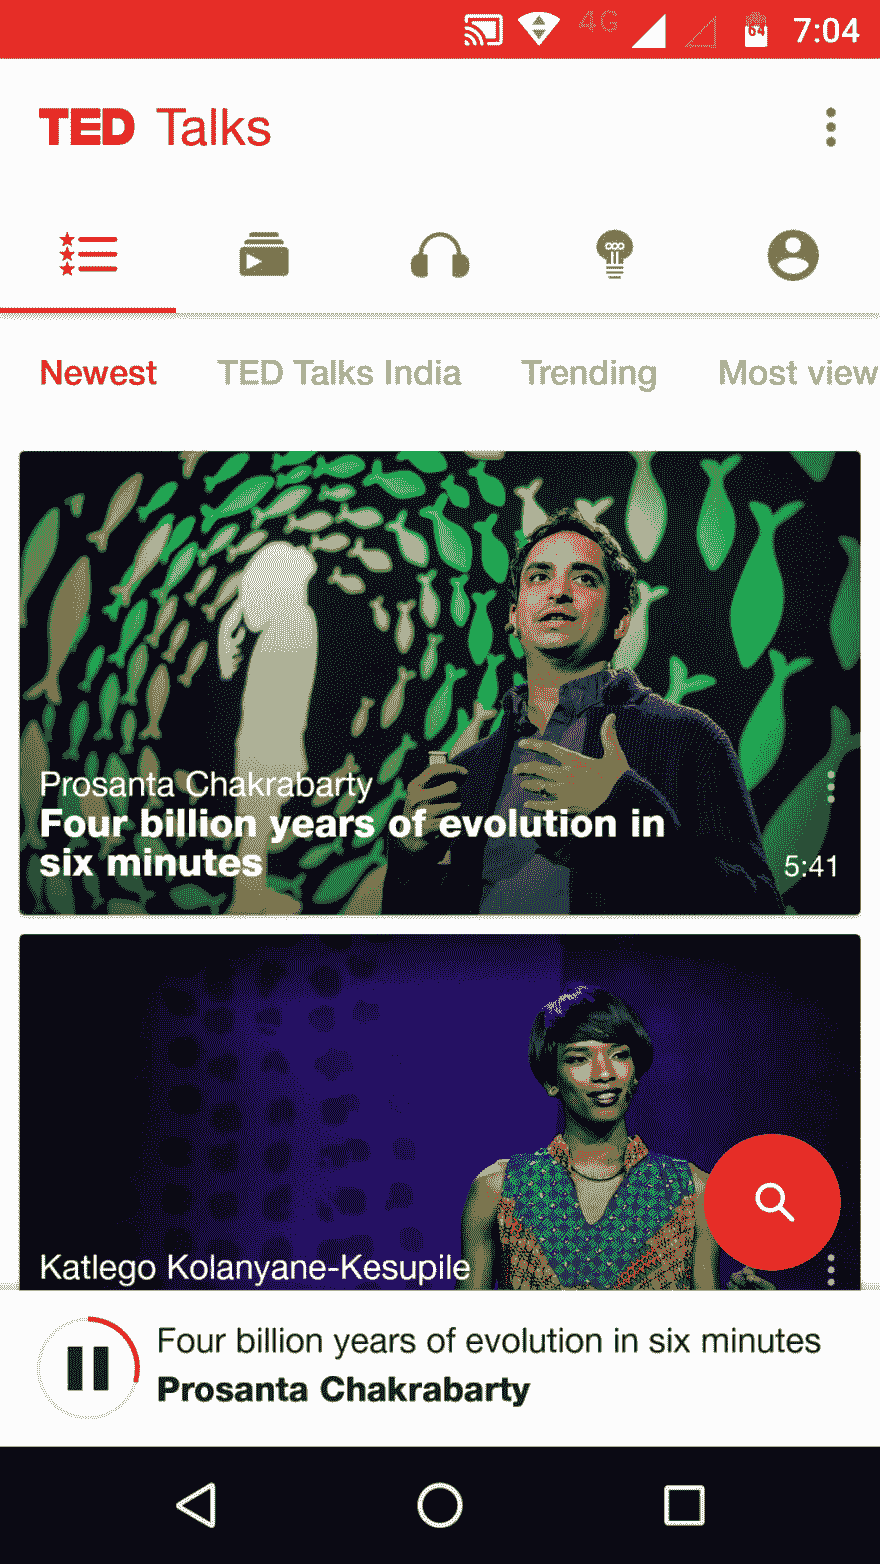 4G 64 7:04
TED Talks
Newest TED Talks India Trending Most view
Prosanta Chakrabarty
Four billion years of evolution in
six minutes
5:41
Katlego Kolanyane-Kesupile
Four billion years of evolution in six minutes
Prosanta Chakrabarty